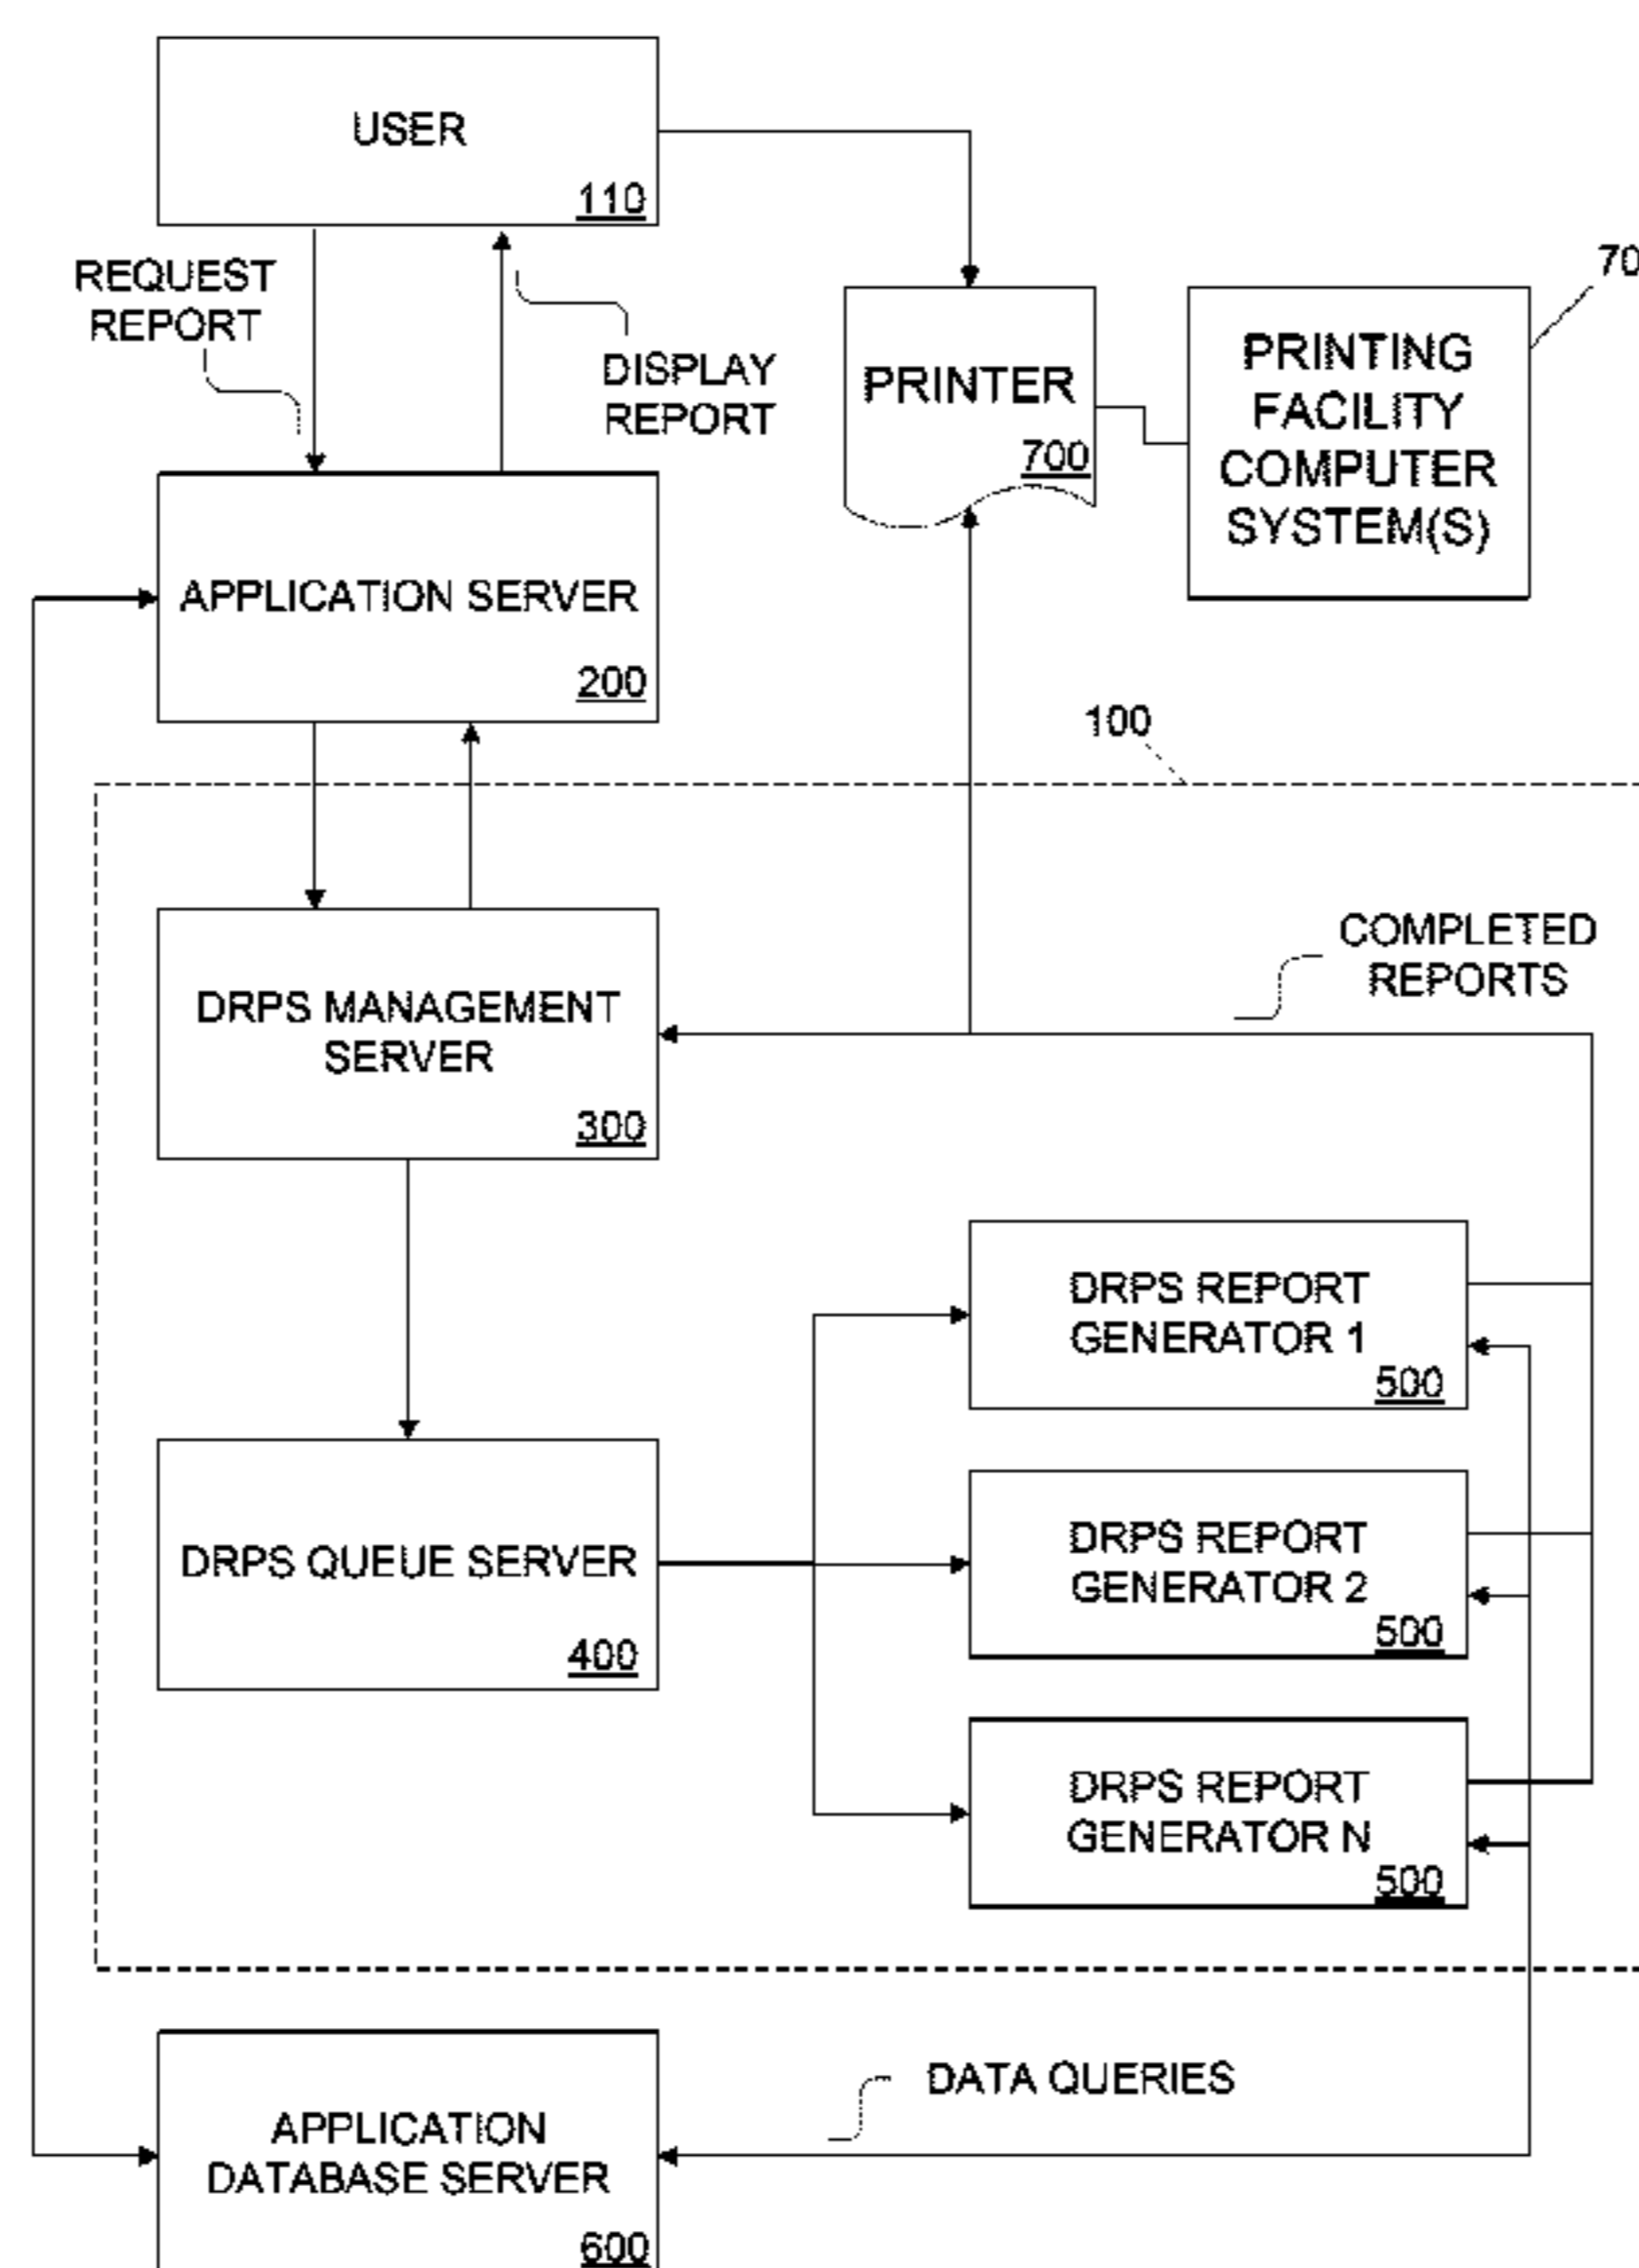 USER
110
REQUEST
REPORT
DISPLAY
REPORT
PRINTER
700
PRINTING
FACILITY
COMPUTER
SYSTEM(S)
70
APPLICATION SERVER
200
100
DRPS MANAGEMENT
SERVER
300
COMPLETED
REPORTS
DRPS REPORT
GENERATOR 1
500
DRPS QUEUE SERVER
400
DRPS REPORT
GENERATOR 2
500
DRPS REPORT
GENERATOR N
500
DATA QUERIES
APPLICATION
DATABASE SERVER
600